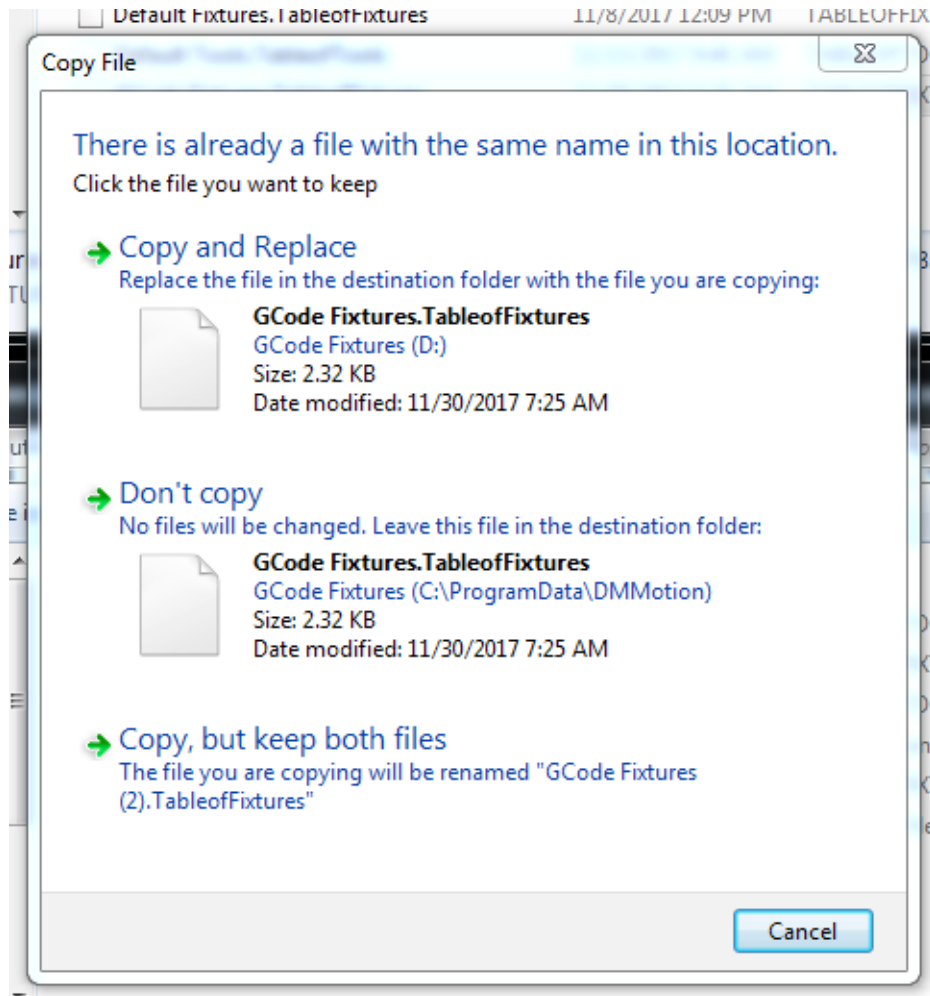 Default Fixtures.TableofFixtures 11/8/2017 12:09 PM TABLEOFFIX
Copy File
There is already a file with the same name in this location.
Click the file you want to keep
Copy and Replace
Replace the file in the destination folder with the file you are copying:
GCode Fixtures.TableofFixtures
GCode Fixtures (D:)
Size: 2.32 KB
Date modified: 11/30/2017 7:25 AM
Don't copy
No files will be changed. Leave this file in the destination folder:
GCode Fixtures.TableofFixtures
GCode Fixtures (C:\ProgramData\DMMotion)
Size: 2.32 KB
Date modified: 11/30/2017 7:25 AM
Copy, but keep both files
The file you are copying will be renamed "GCode Fixtures
(2).TableofFixtures"
Cancel